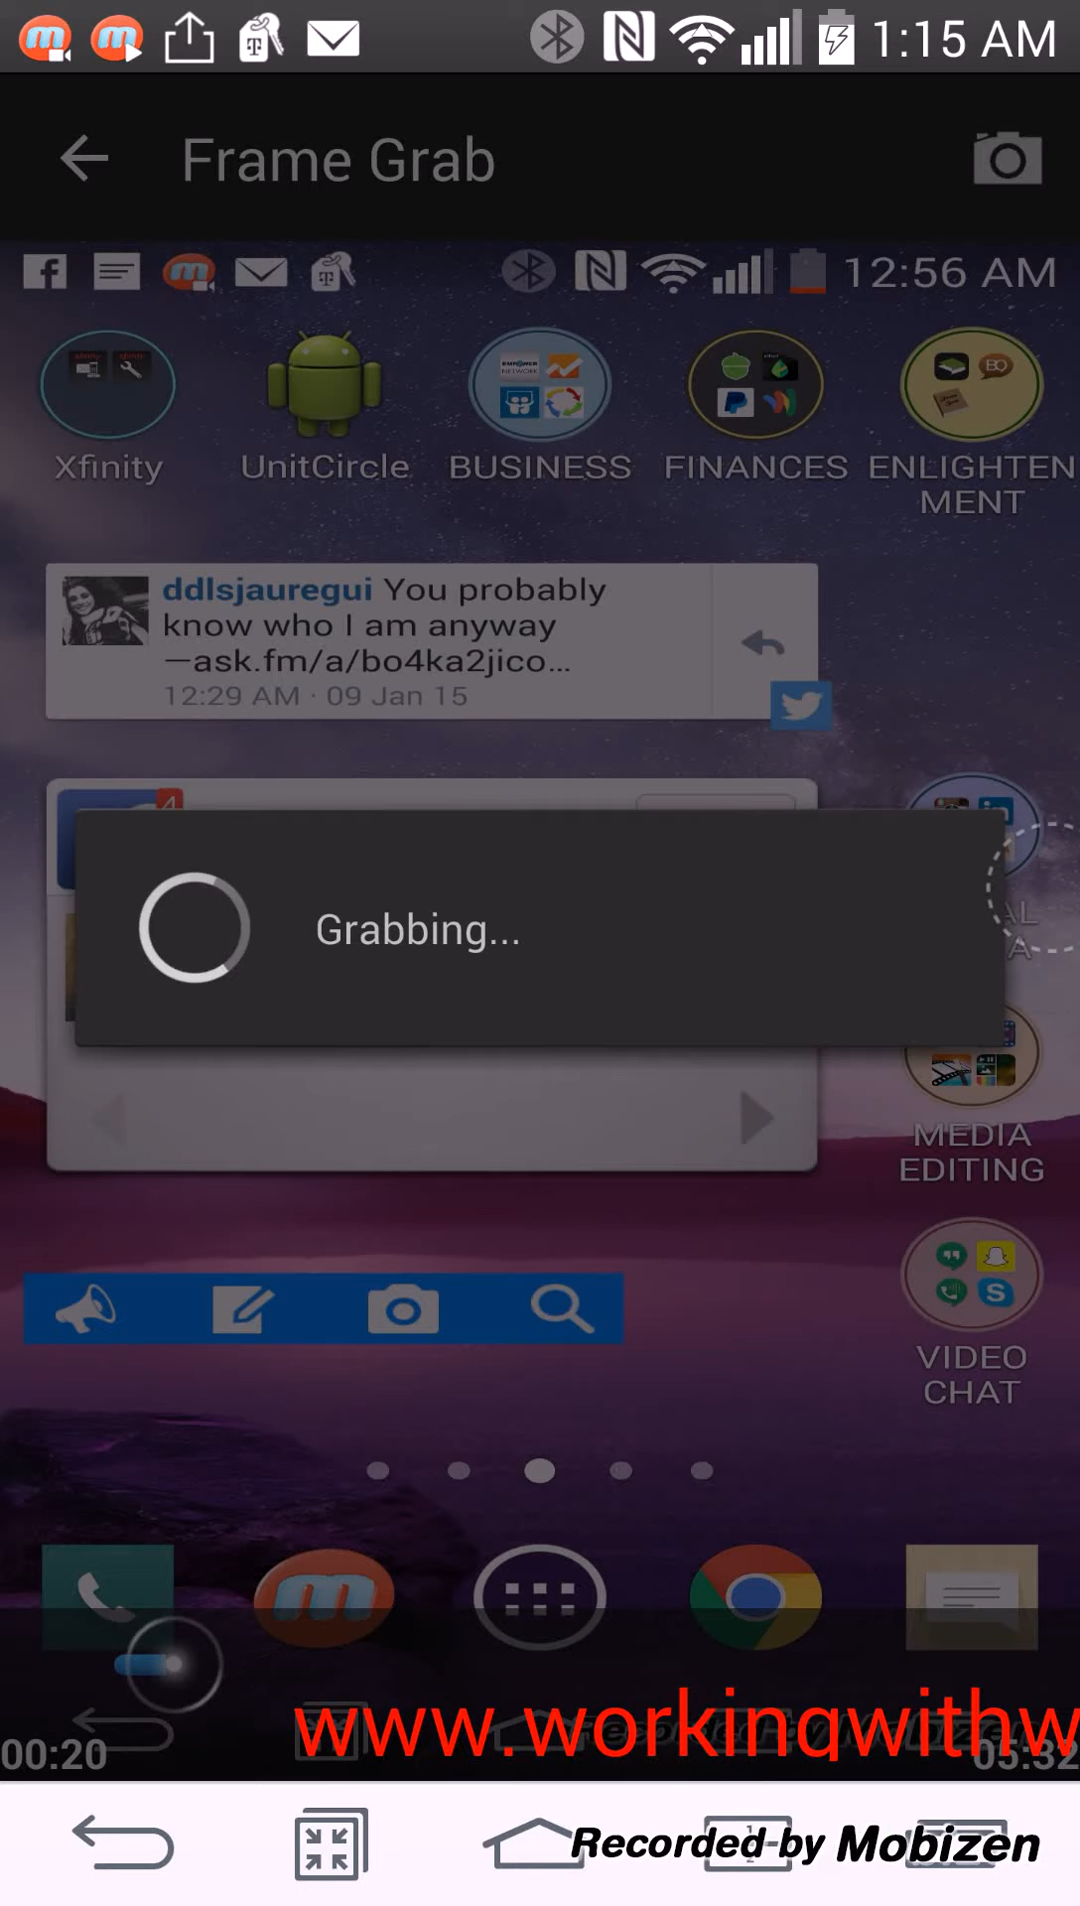 1:15 AM
Frame Grab
12:56 AM
Xfinity
UnitCircle
BUSINESS
FINANCES
ENLIGHTEN
MENT
ddlsjauregui You probably
know who I am anyway
—ask.fm/a/bo4ka2jico...
12:29 AM · 09 Jan 15
Grabbing...
MEDIA
EDITING
VIDEO
CHAT
www.workingwithw
00:20
05:32
Recorded by Mobizen